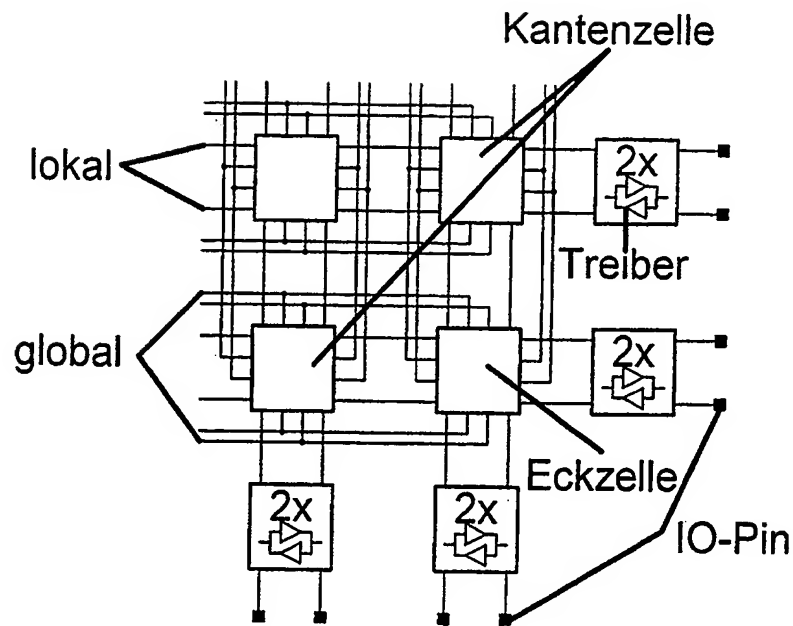 Kantenzelle
lokal
2x
Treiber
global
2x
Eckzelle
2x
2x
IO-Pin